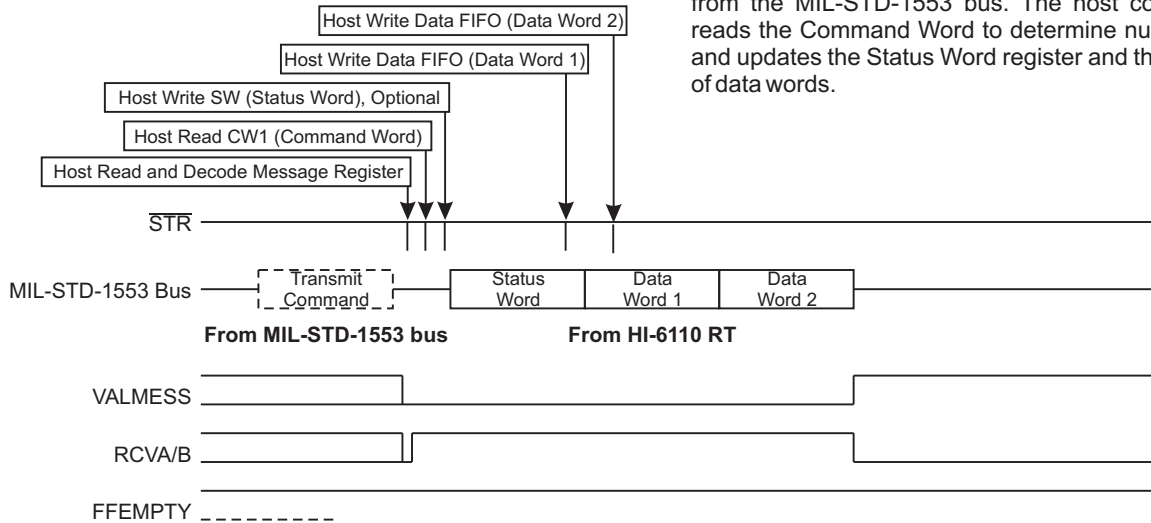 from the MIL-STD-1553 bus. The host
reads the Command Word to determine
and updates the Status Word register and
of data words.
Host Write Data FIFO (Data Word 2)
Host Write Data FIFO (Data Word 1)
Host Write SW (Status Word), Optional
Host Read CW1 (Command Word)
Host Read and Decode Message Register
STR
MIL-STD-1553 Bus
Transmit
Command
Status
Word
Data
Word 1
Data
Word 2
From MIL-STD-1553 bus
From HI-6110 RT
VALMESS
RCVA/B
FFEMPTY